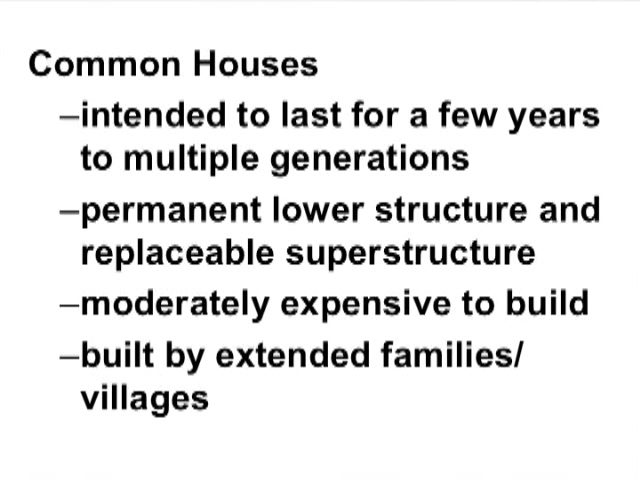 Common Houses
–intended to last for a few years
to multiple generations
–permanent lower structure and
replaceable superstructure
–moderately expensive to build
–built by extended families/
villages